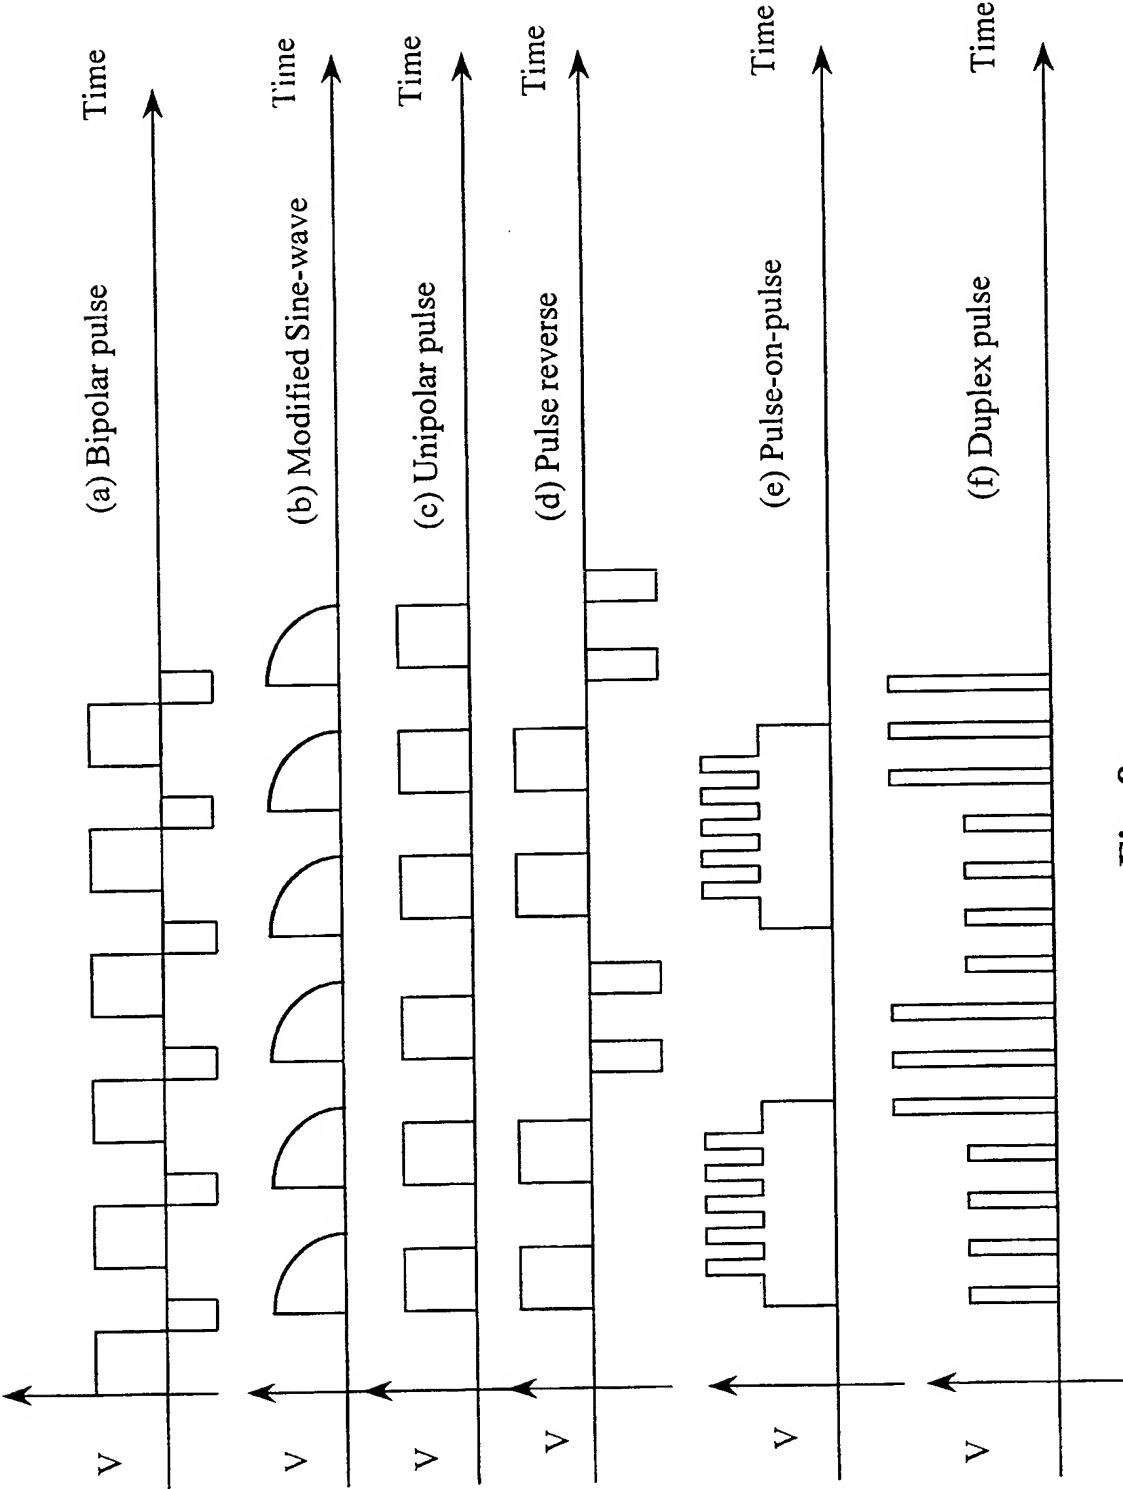 V
(a) Bipolar pulse
Time
V
(b) Modified Sine-wave
Time
V
(c) Unipolar pulse
Time
V
(d) Pulse reverse
Time
V
(e) Pulse-on-pulse
Time
V
(f) Duplex pulse
Time